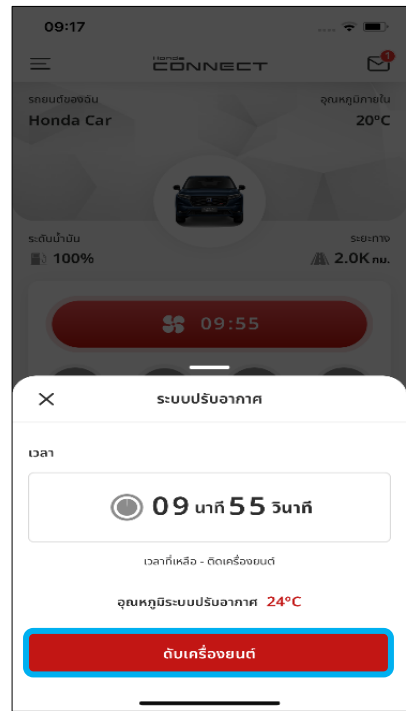 09:17
Honda
CONNECT
1
รถยนต์ของฉัน
อุณหภูมิภายใน
Honda Car
20°C
ระดับน้ำมัน
ระยะทาง
100%
2.0K กม.
09:55
ระบบปรับอากาศ
เวลา
09 นาที 55 วินาที
เวลาที่เหลือ - ติดเครื่องยนต์
อุณหภูมิระบบปรับอากาศ 24°C
ดับเครื่องยนต์